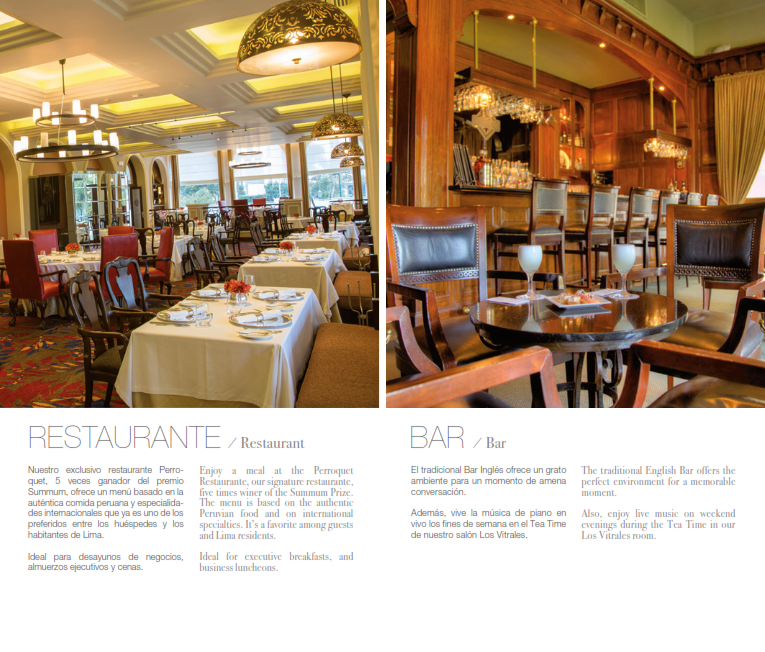 RESTAURANTE / Restaurant
Nuestro exclusivo restaurante Perro-
quet, 5 veces ganador del premio
Summum, ofrece un menú basado en la
auténtica comida peruana y especialida-
des internacionales que ya es uno de los
preferidos entre los huéspedes y los
habitantes de Lima.
Ideal para desayunos de negocios,
almuerzos ejecutivos y cenas.
Enjoy a meal at the Perroquet
Restaurante, our signature restaurante,
five times winer of the Summum Prize.
The menu is based on the authentic
Peruvian food and on international
specialties. It's a favorite among guests
and Lima residents.
Ideal for executive breakfasts, and
business luncheons.
BAR / Bar
El tradicional Bar Inglés ofrece un grato
ambiente para un momento de amena
conversación.
Además, vive la música de piano en
vivo los fines de semana en el Tea Time
de nuestro salón Los Vitrales.
The traditional English Bar offers the
perfect environment for a memorable
moment.
Also, enjoy live music on weekend
evenings during the Tea Time in our
Los Vitrales room.